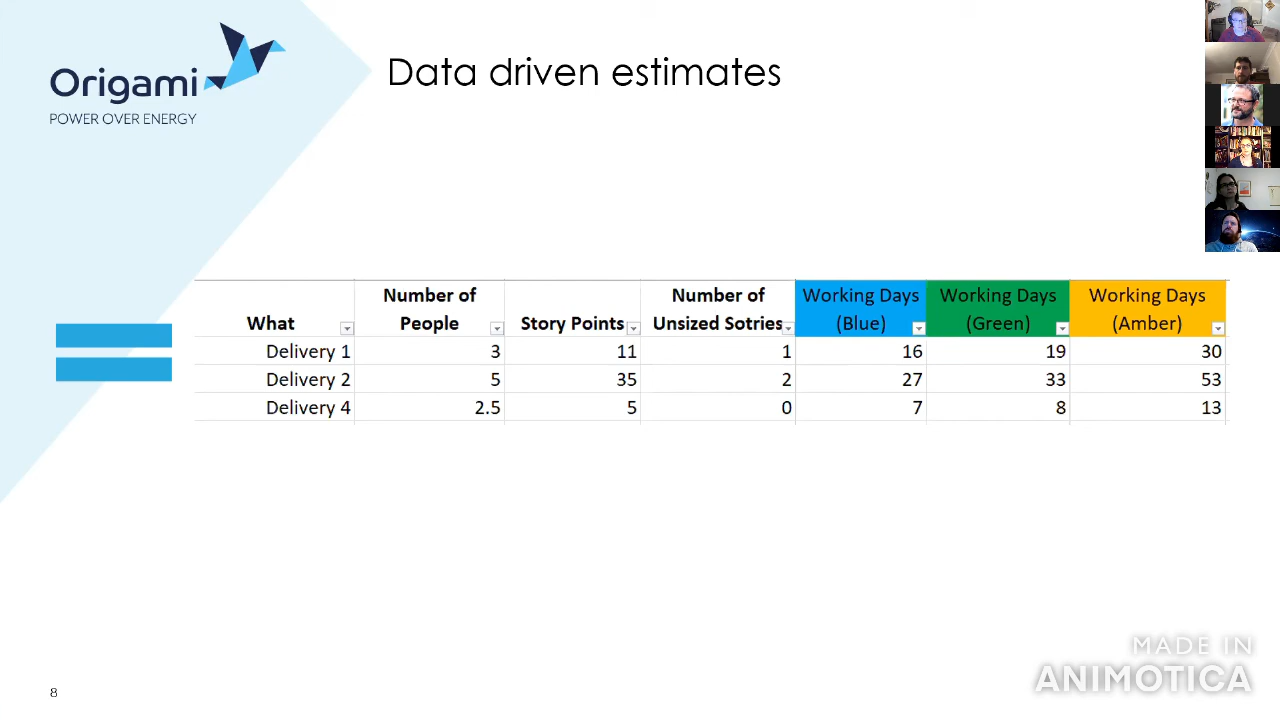 Origami
POWER OVER ENERGY
Data driven estimates
What Number of People Story Points Number of Unsized Sotries Working Days (Blue) Working Days (Green) Working Days (Amber)
Delivery 1 3 11 1 16 19 30
Delivery 2 5 35 2 27 33 53
Delivery 4 2.5 5 0 7 8 13
8
MADE IN
ANIMOTICA